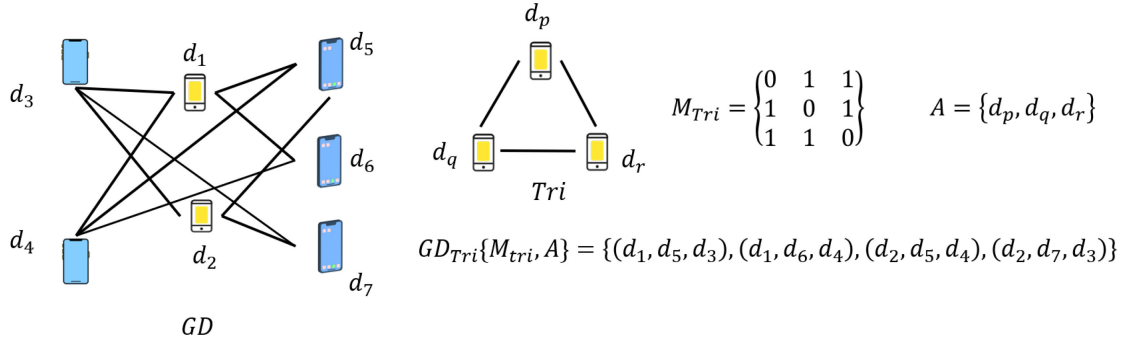 d_p
d_1
d_5
d_3
M_{Tri} = {0 1 1
1 0 1
1 1 0}
A = {d_p, d_q, d_r}
d_q
d_r
d_6
Tri
d_4
d_2
GD_{Tri}{M_{tri}, A} = {(d_1, d_5, d_3), (d_1, d_6, d_4), (d_2, d_5, d_4), (d_2, d_7, d_3)}
d_7
GD